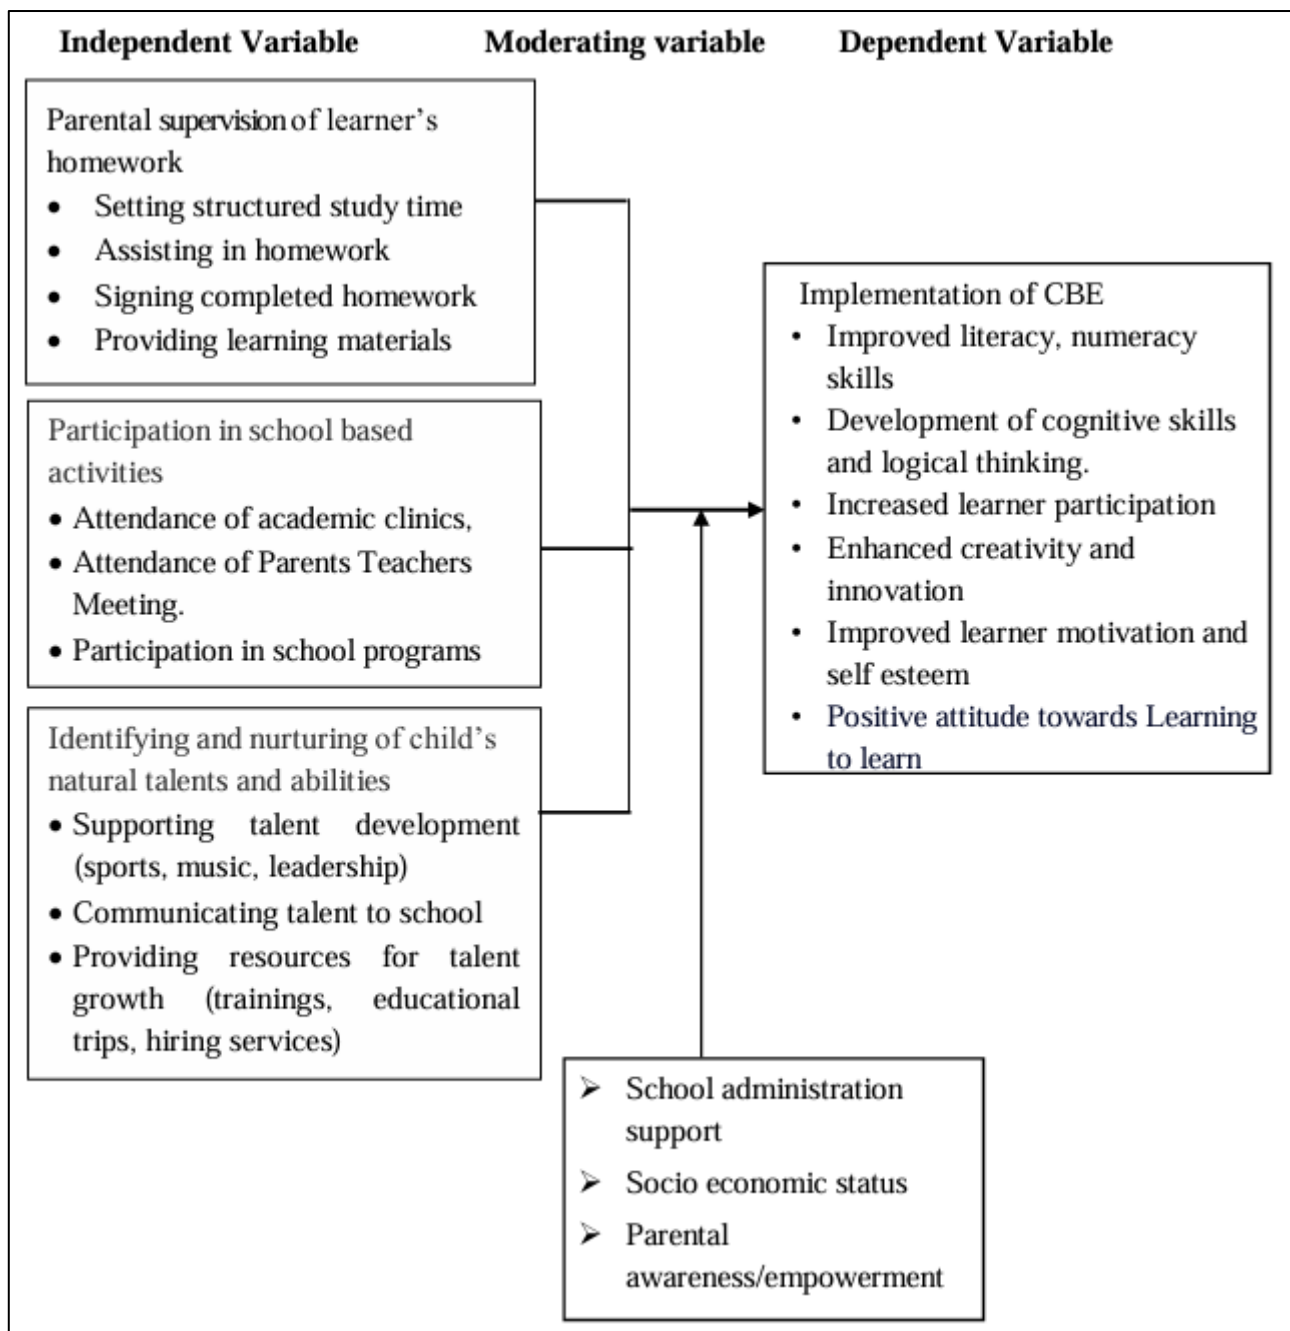 Independent Variable Moderating variable Dependent Variable
Parental supervision of learner’s
homework
• Setting structured study time
• Assisting in homework
• Signing completed homework
• Providing learning materials
Participation in school based
activities
• Attendance of academic clinics,
• Attendance of Parents Teachers
Meeting.
• Participation in school programs
Identifying and nurturing of child’s
natural talents and abilities
• Supporting talent development
(sports, music, leadership)
• Communicating talent to school
• Providing resources for talent
growth (trainings, educational
trips, hiring services)
Implementation of CBE
• Improved literacy, numeracy
skills
• Development of cognitive skills
and logical thinking.
• Increased learner participation
• Enhanced creativity and
innovation
• Improved learner motivation and
self esteem
• Positive attitude towards Learning
to learn
➢ School administration
support
➢ Socio economic status
➢ Parental
awareness/empowerment